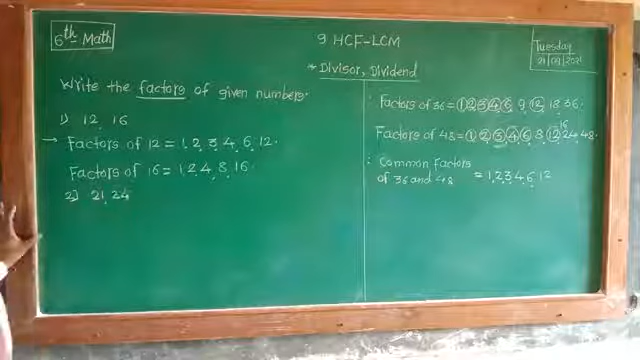 6th Math
9 HCF-LCM
Tuesday
21/09/2021
* Divisor, Dividend
Write the factors of given numbers.
1) 12, 16
→ Factors of 12 = 1, 2, 3, 4, 6, 12.
Factors of 16 = 1, 2, 4, 8, 16.
2) 21, 24
: Factors of 36 = 1 2 3 4 6 9 12, 18 36.
Factors of 48 = 1, 2, 3, 4, 6, 8, 12, 16 24, 48.
: Common factors
of 36 and 48 = 1, 2, 3, 4, 6, 12